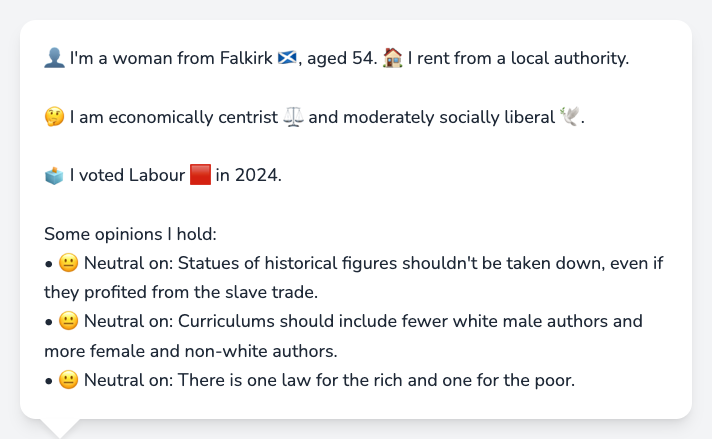 👤 I'm a woman from Falkirk 🏴󠁧󠁢󠁳󠁣󠁴󠁿, aged 54. 🏠 I rent from a local authority.
🤔 I am economically centrist ⚖️ and moderately socially liberal 🕊️.
🗳️ I voted Labour 🟥 in 2024.
Some opinions I hold:
• 😐 Neutral on: Statues of historical figures shouldn't be taken down, even if
they profited from the slave trade.
• 😐 Neutral on: Curriculums should include fewer white male authors and
more female and non-white authors.
• 😐 Neutral on: There is one law for the rich and one for the poor.